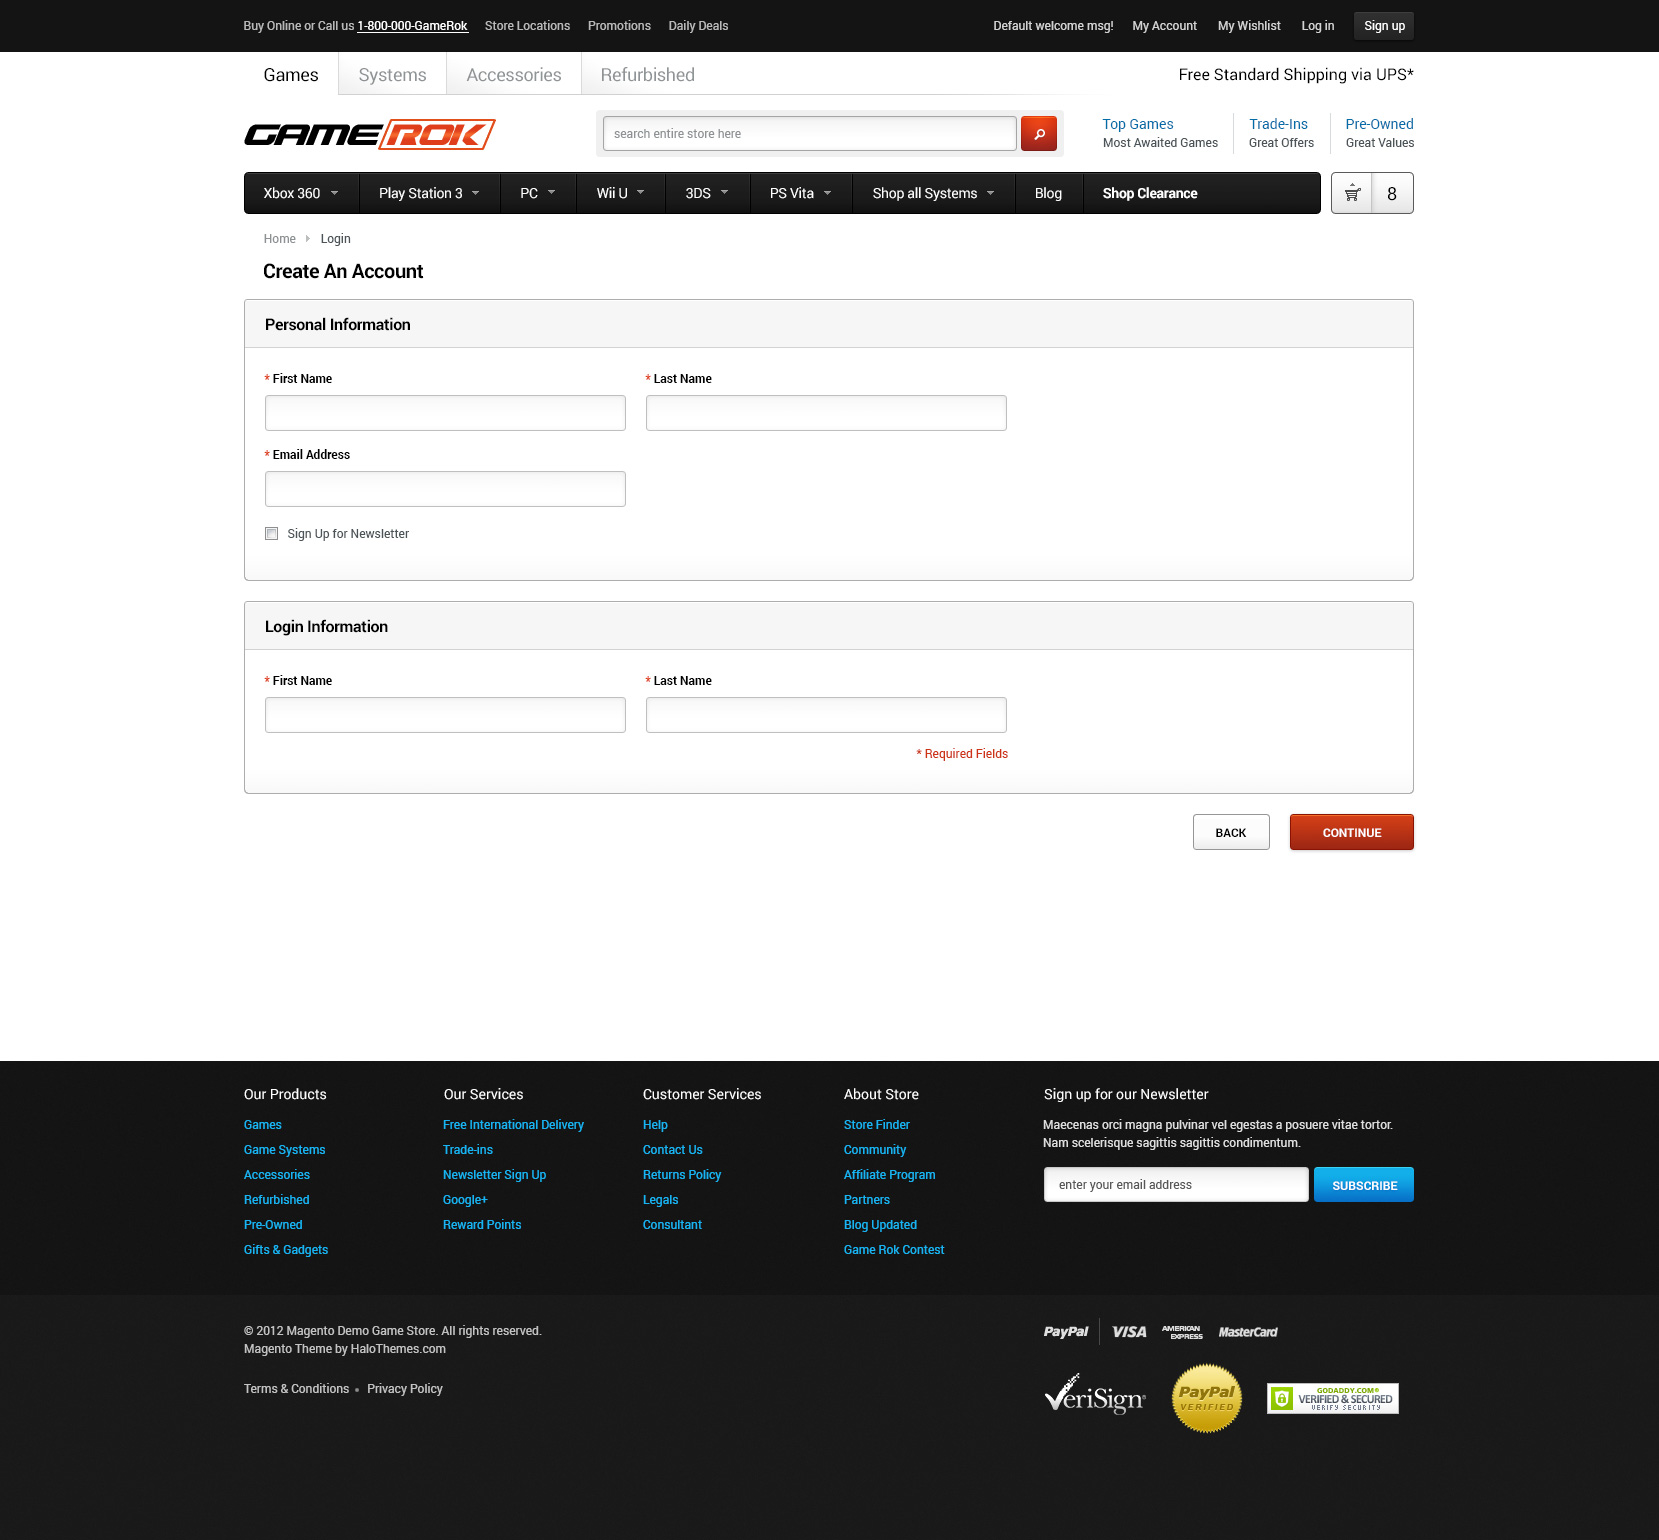 Buy Online or Call us 1-800-000-GameRok Store Locations Promotions Daily Deals Default welcome msg! My Account My Wishlist Log in Sign up
Games Systems Accessories Refurbished Free Standard Shipping via UPS*
GAMEROK
search entire store here
Top Games Trade-Ins Pre-Owned
Most Awaited Games Great Offers Great Values
Xbox 360 Play Station 3 PC Wii U 3DS PS Vita Shop all Systems Blog Shop Clearance 8
Home Login
Create An Account
Personal Information
* First Name * Last Name
* Email Address
Sign Up for Newsletter
Login Information
* First Name * Last Name
* Required Fields
BACK CONTINUE
Our Products
Games
Game Systems
Accessories
Refurbished
Pre-Owned
Gifts & Gadgets
Our Services
Free International Delivery
Trade-ins
Newsletter Sign Up
Google+
Reward Points
Customer Services
Help
Contact Us
Returns Policy
Legals
Consultant
About Store
Store Finder
Community
Affiliate Program
Partners
Blog Updated
Game Rok Contest
Sign up for our Newsletter
Maecenas orci magna pulvinar vel egestas a posuere vitae tortor.
Nam scelerisque sagittis sagittis condimentum.
enter your email address SUBSCRIBE
© 2012 Magento Demo Game Store. All rights reserved.
Magento Theme by HaloThemes.com
Terms & Conditions • Privacy Policy
PayPal VISA AMERICAN EXPRESS MasterCard
VeriSign
PayPal
VERIFIED
GODADDY.COM®
VERIFIED & SECURED
VERIFY SECURITY